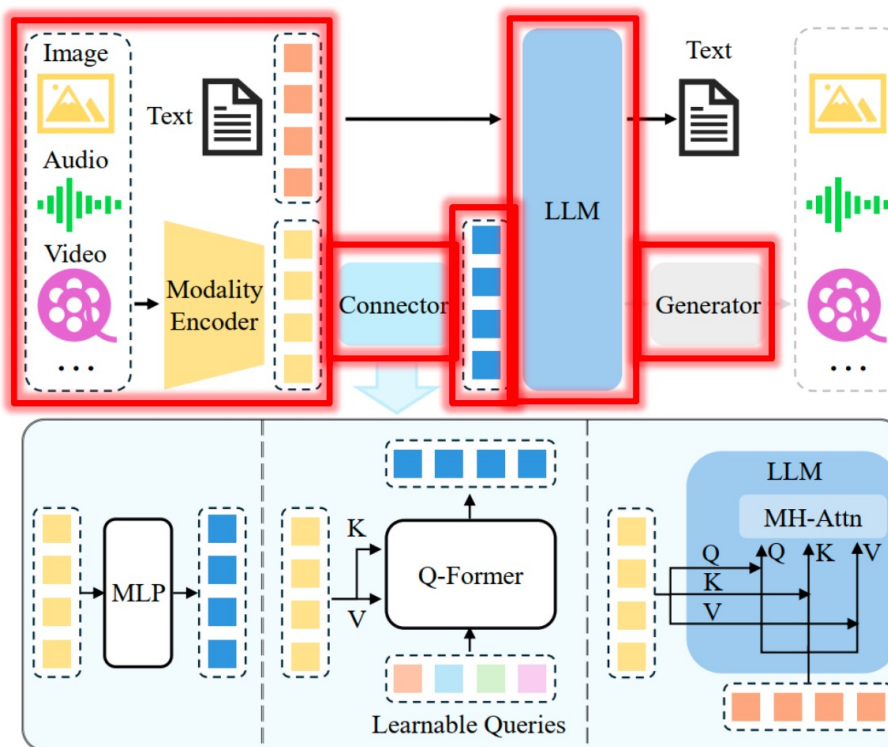 Image
Text
Audio
Video
...
Modality
Encoder
Connector
LLM
Text
Generator
...
MLP
K
V
Q-Former
Learnable Queries
LLM
MH-Attn
Q
K
V
Q
K
V